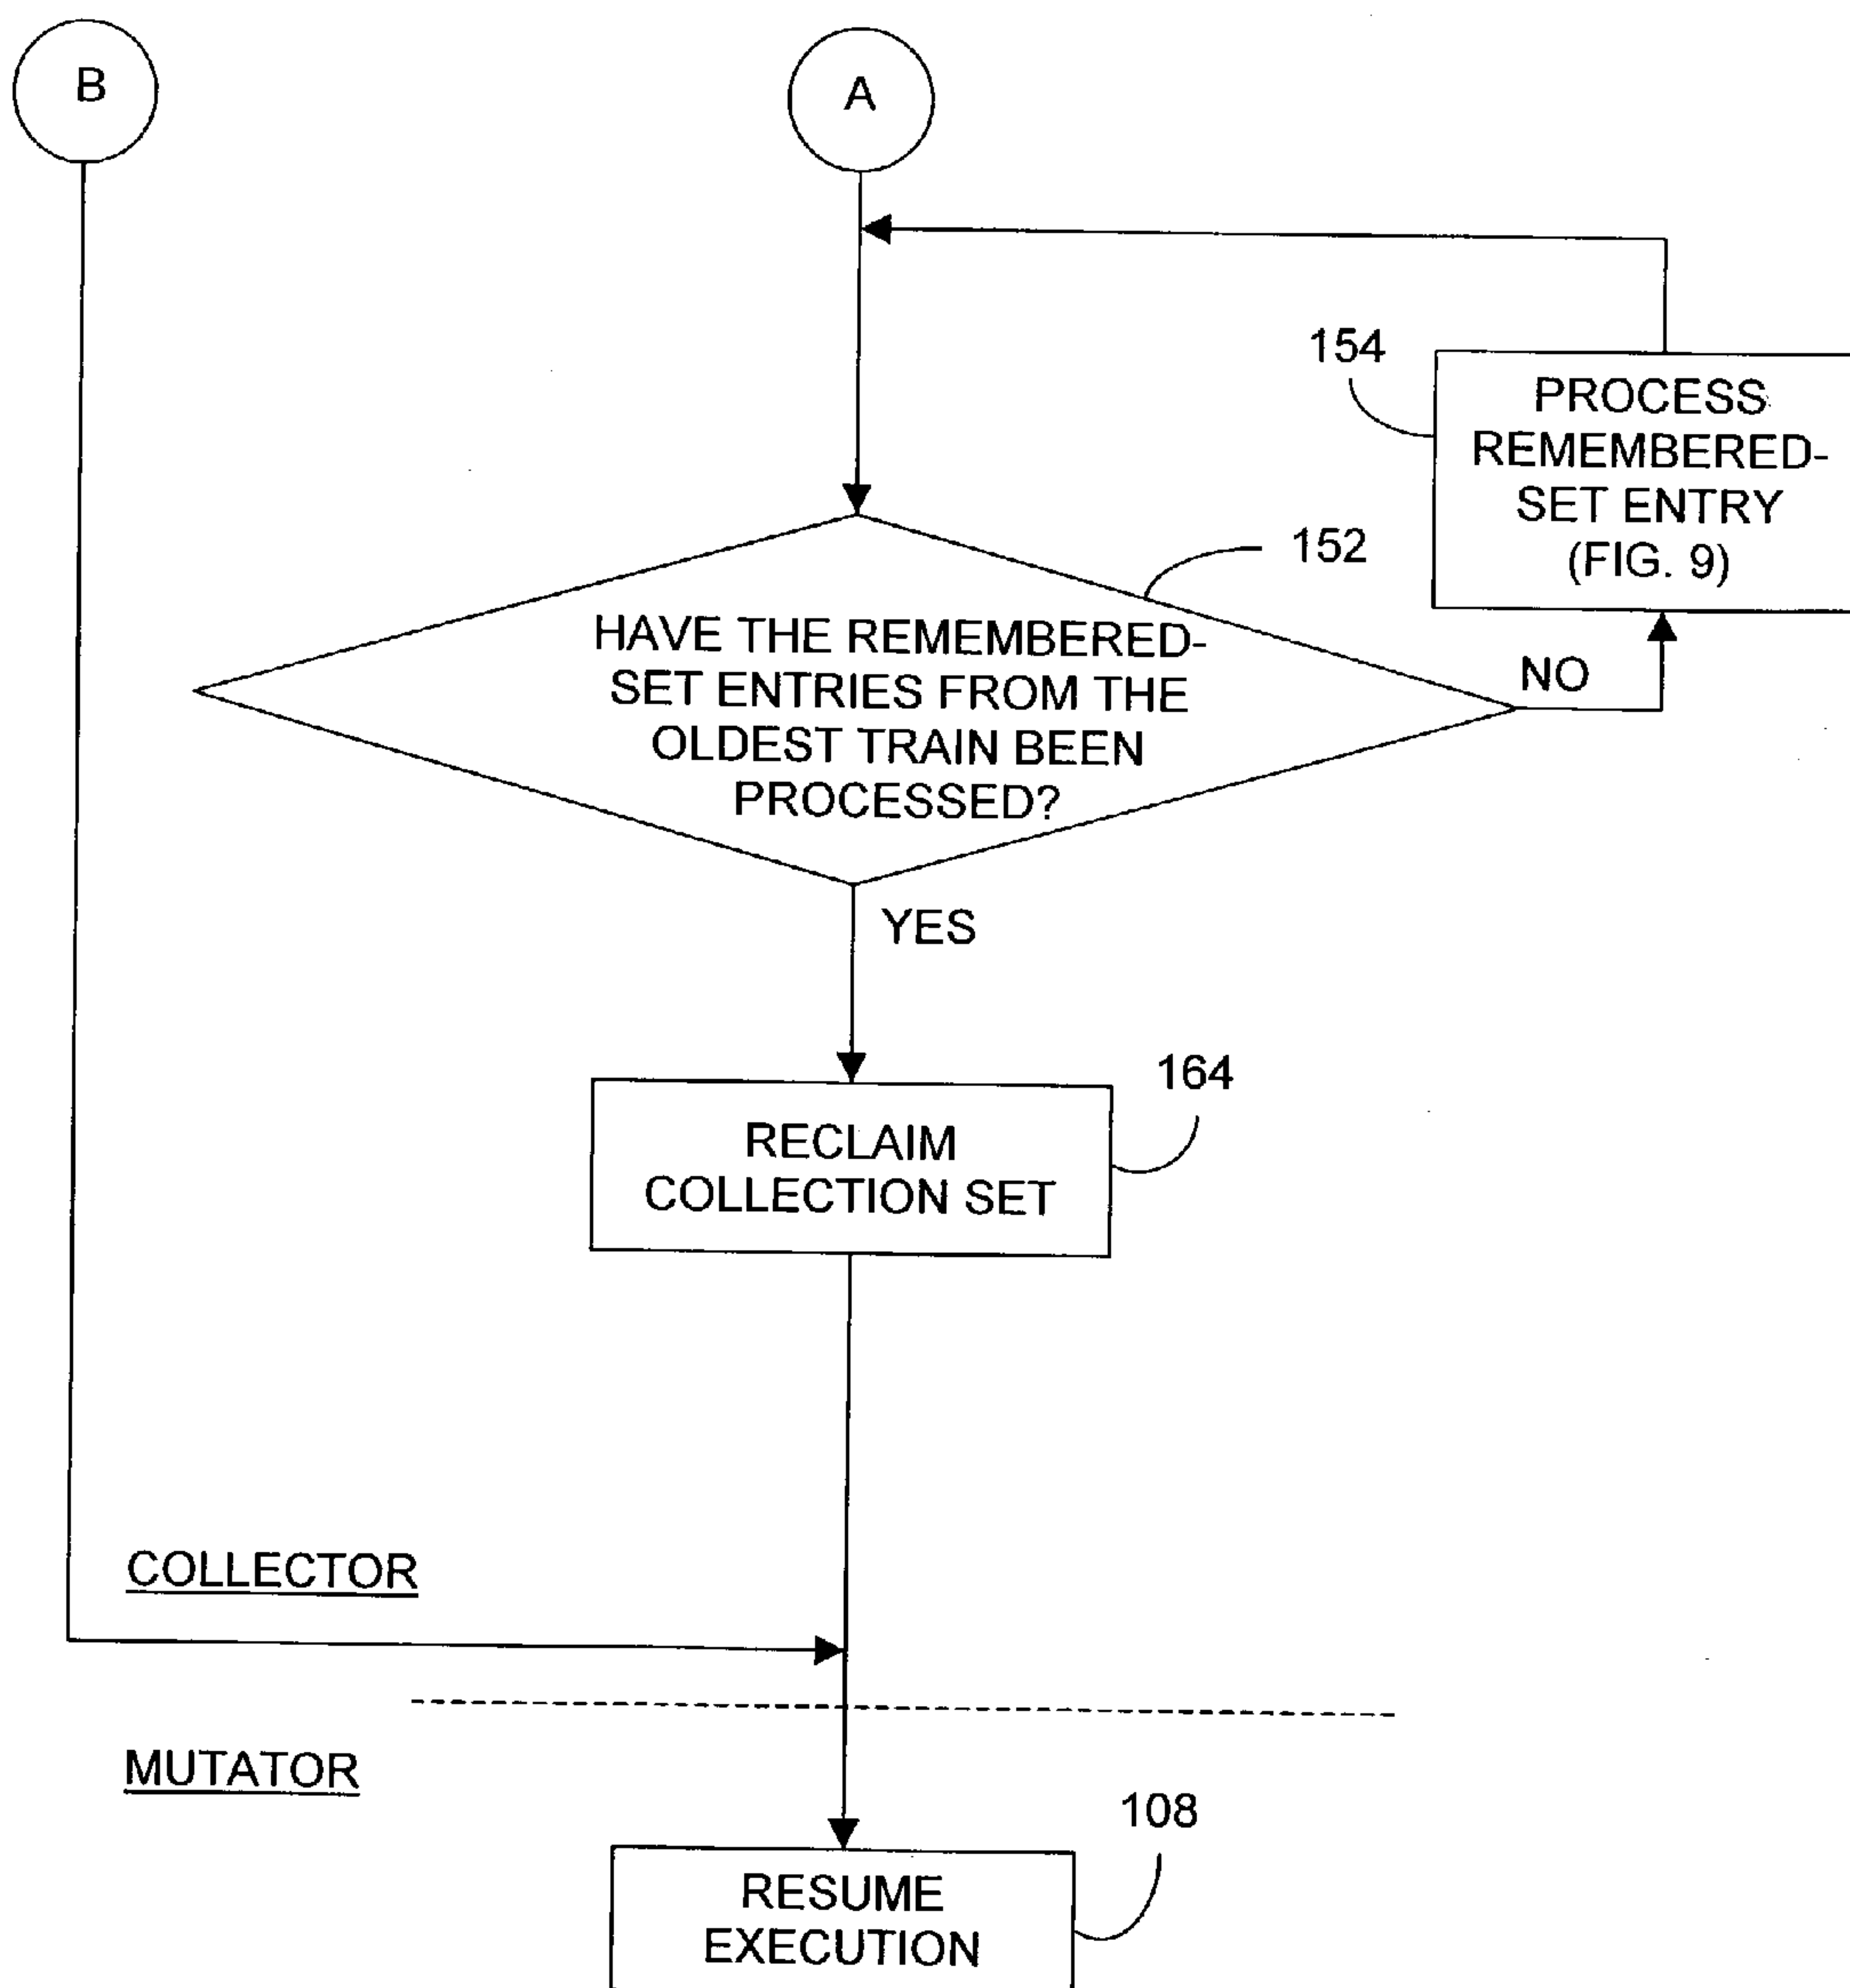 B
A
154
PROCESS
REMEMBERED-
SET ENTRY
(FIG. 9)
152
HAVE THE REMEMBERED-
SET ENTRIES FROM THE
OLDEST TRAIN BEEN
PROCESSED?
NO
YES
164
RECLAIM
COLLECTION SET
COLLECTOR
MUTATOR
108
RESUME
EXECUTION